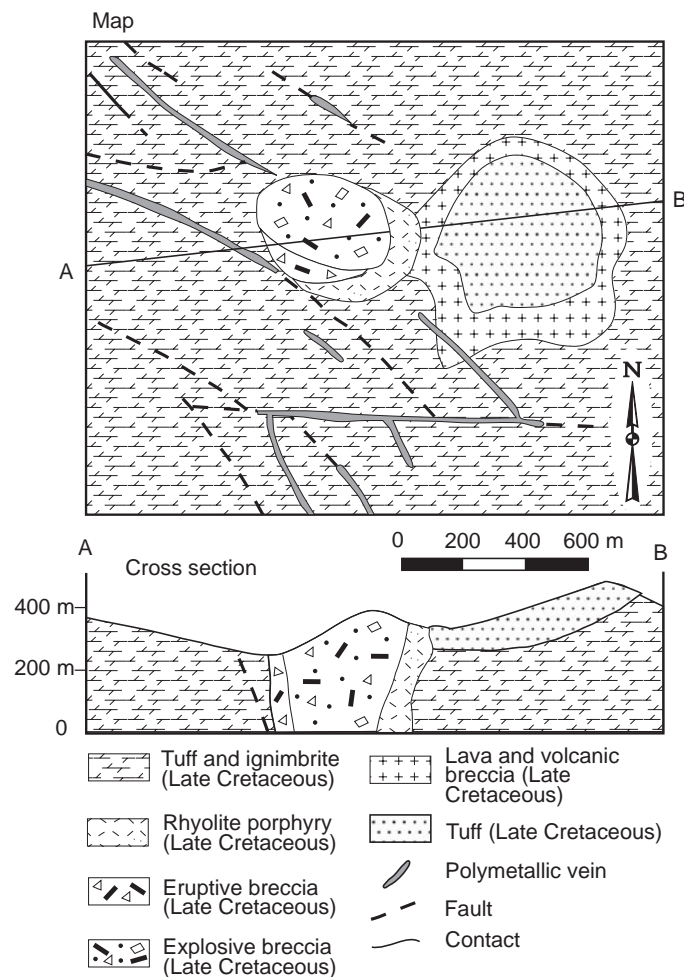 Map
A
B
N
A
B
0 200 400 600 m
Cross section
400 m
200 m
0
Tuff and ignimbrite
(Late Cretaceous)
Rhyolite porphyry
(Late Cretaceous)
Eruptive breccia
(Late Cretaceous)
Explosive breccia
(Late Cretaceous)
Lava and volcanic
breccia (Late
Cretaceous)
Tuff (Late Cretaceous)
Polymetallic vein
Fault
Contact